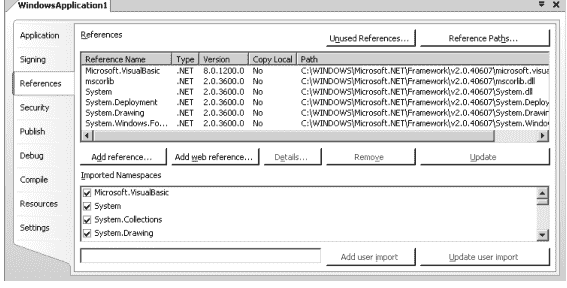 WindowsApplication1
Application
Signing
References
Security
Publish
Debug
Compile
Resources
Settings
References
Unused References...
Reference Paths...
Reference Name Type Version Copy Local Path
Microsoft.VisualBasic .NET 8.0.1200.0 No C:\WINDOWS\Microsoft.NET\Framework\v2.0.40607\microsoft.visua
mscorlib .NET 2.0.3600.0 No C:\WINDOWS\Microsoft.NET\Framework\v2.0.40607\mscorlib.dll
System .NET 2.0.3600.0 No C:\WINDOWS\Microsoft.NET\Framework\v2.0.40607\System.dll
System.Deployment .NET 2.0.3600.0 No C:\WINDOWS\Microsoft.NET\Framework\v2.0.40607\System.Deploy
System.Drawing .NET 2.0.3600.0 No C:\WINDOWS\Microsoft.NET\Framework\v2.0.40607\System.Drawin
System.Windows.Fo... .NET 2.0.3600.0 No C:\WINDOWS\Microsoft.NET\Framework\v2.0.40607\System.Window
Add reference... Add web reference... Details... Remove Update
Imported Namespaces
Microsoft.VisualBasic
System
System.Collections
System.Drawing
Add user import Update user import